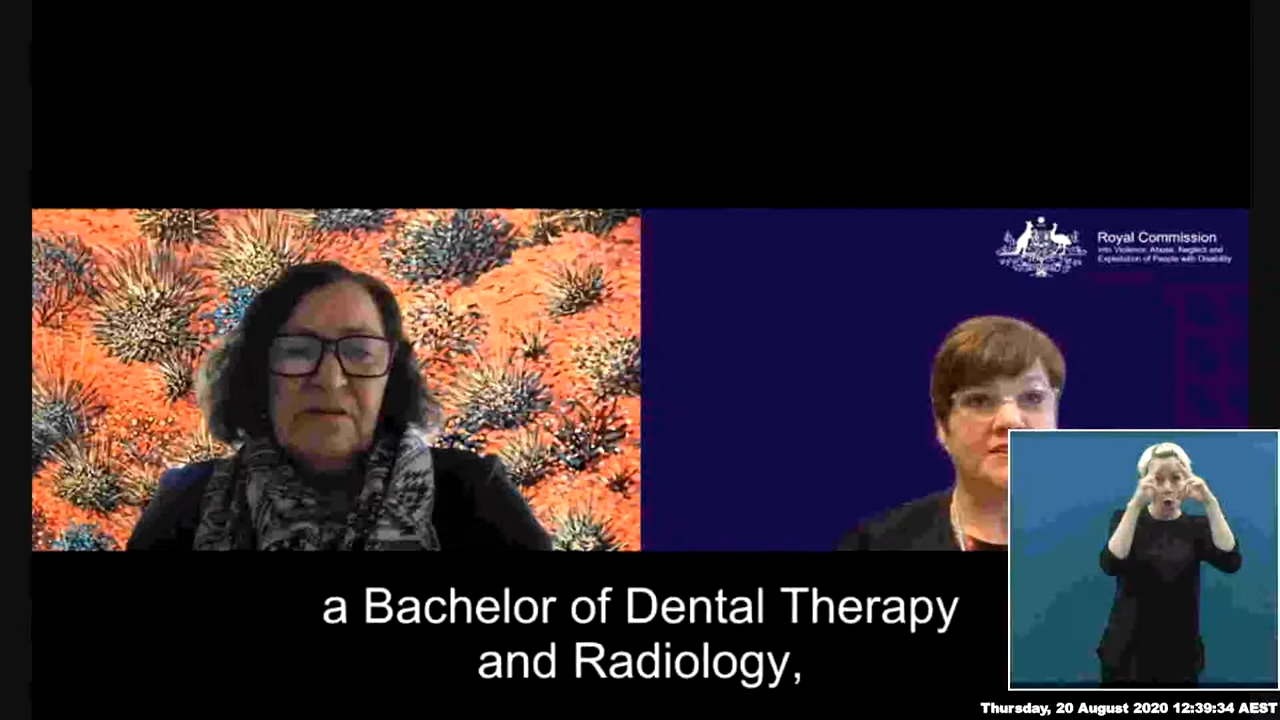 Royal Commission
into Violence, Abuse, Neglect and
Exploitation of People with Disability
a Bachelor of Dental Therapy
and Radiology,
Thursday, 20 August 2020 12:39:34 AEST